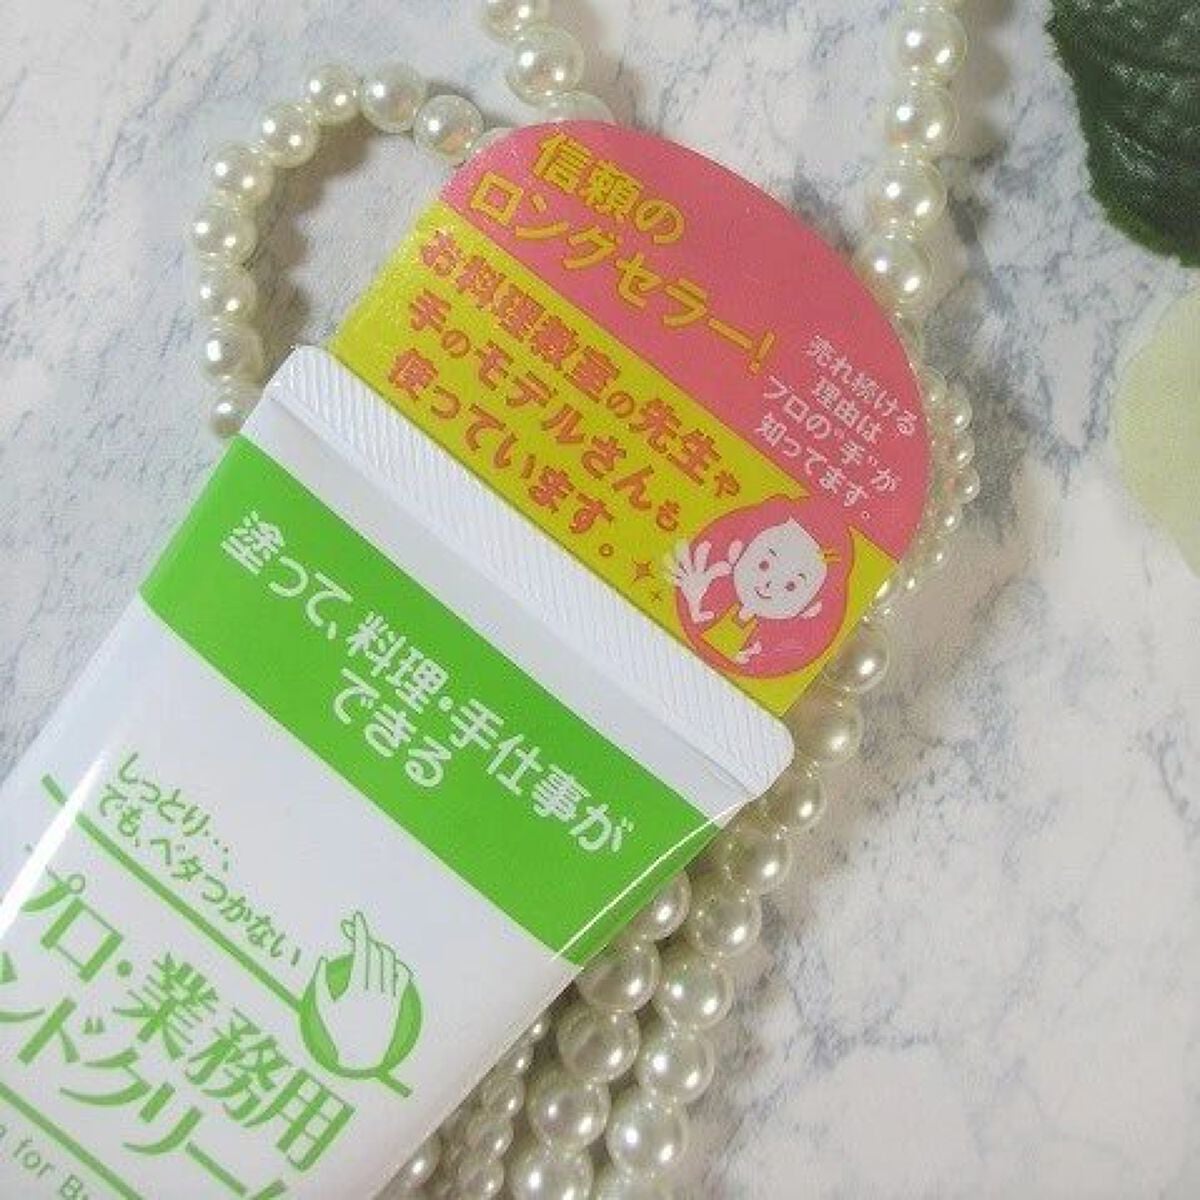 信頼の
ロングセラー!
売れ続ける
理由は
プロの“手”が
知ってます。
お料理教室の先生や
手のモデルさんも
使っています。
塗って、料理・手仕事が
できる
しっとり…、
でも、ベタつかない
プロ・業務用
ンドクリー
for